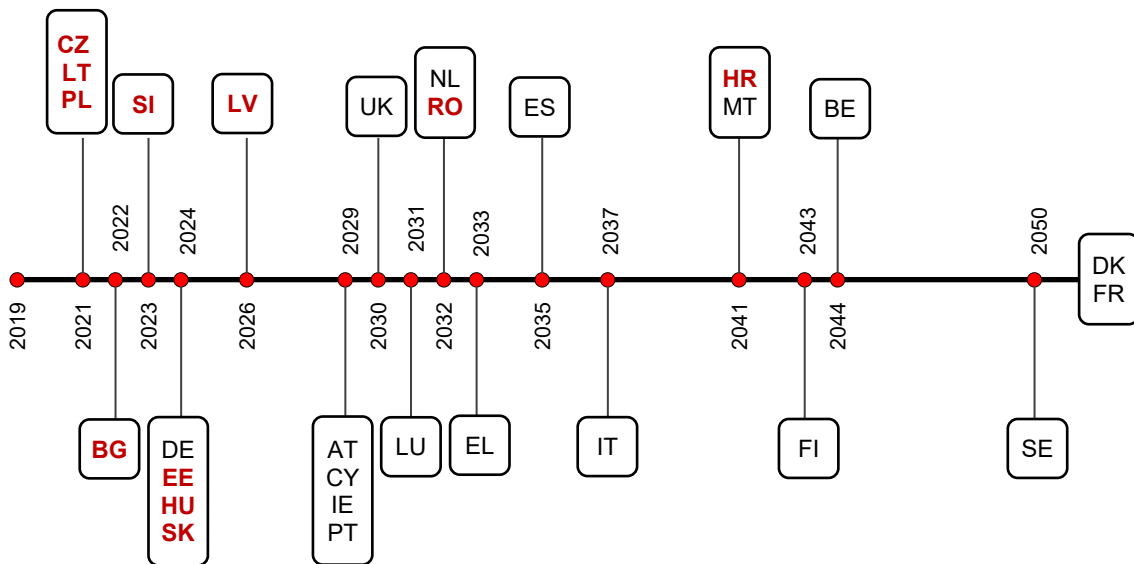 CZ
LT
PL
SI
LV
UK
NL
RO
ES
HR
MT
BE
2022
2024
2029
2031
2033
2037
2043
2050
DK
FR
2019
2021
2023
2026
2030
2032
2035
2041
2044
BG
DE
EE
HU
SK
AT
CY
IE
PT
LU
EL
IT
FI
SE